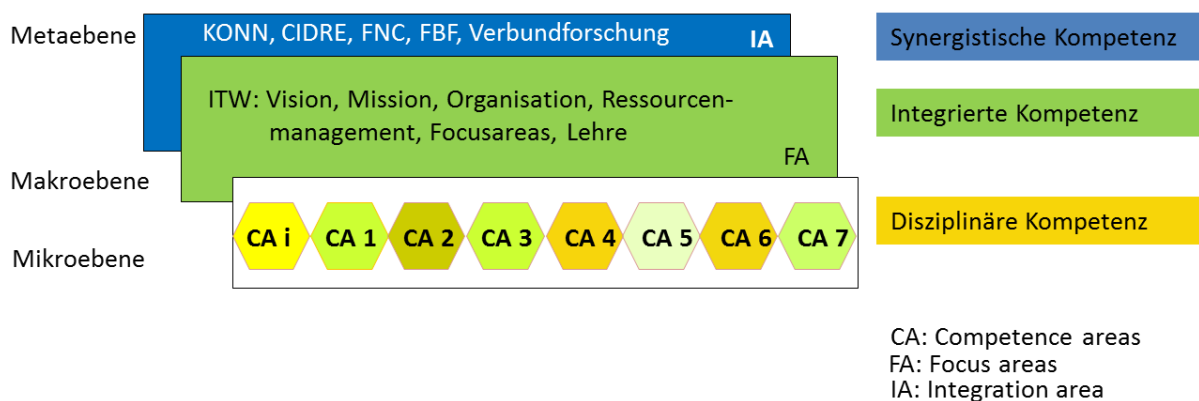 Metaebene
KONN, CIDRE, FNC, FBF, Verbundforschung
IA
Synergistische Kompetenz
ITW: Vision, Mission, Organisation, Ressourcen-
management, Focusareas, Lehre
FA
Integrierte Kompetenz
Makroebene
Mikroebene
CA i
CA 1
CA 2
CA 3
CA 4
CA 5
CA 6
CA 7
Disziplinäre Kompetenz
CA: Competence areas
FA: Focus areas
IA: Integration area